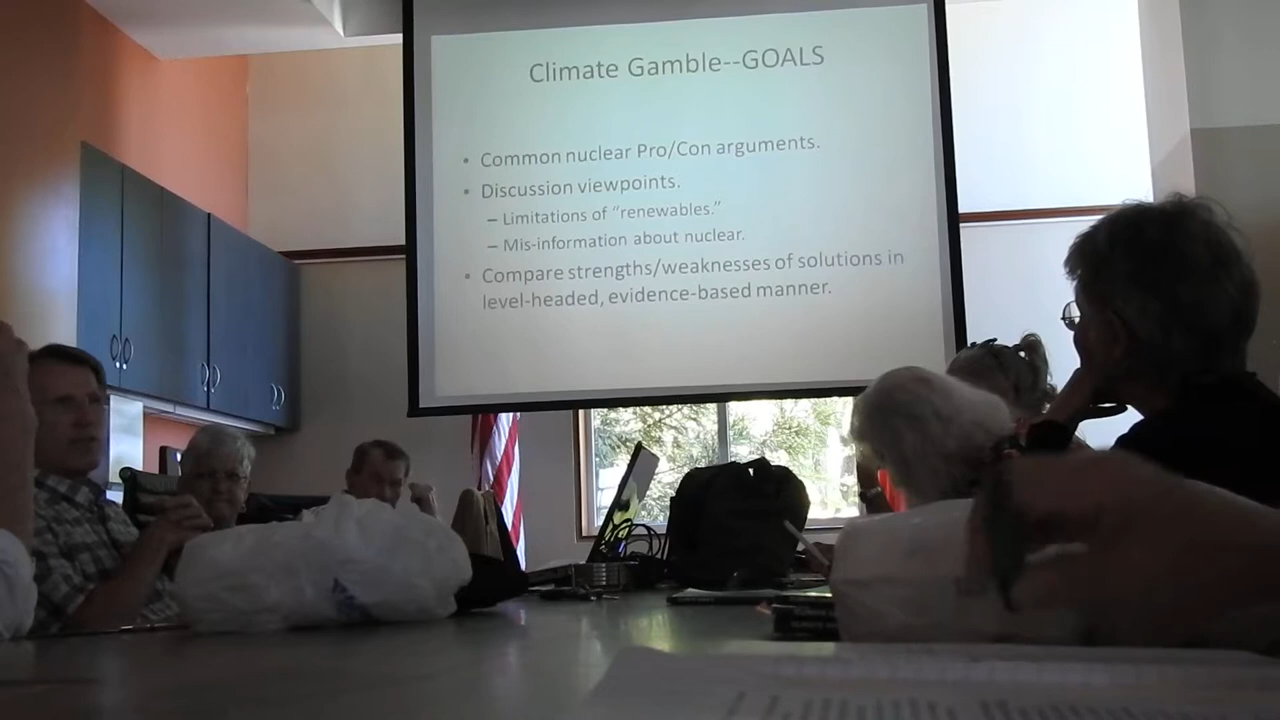 Climate Gamble--GOALS
• Common nuclear Pro/Con arguments.
• Discussion viewpoints.
– Limitations of “renewables.”
– Mis-information about nuclear.
• Compare strengths/weaknesses of solutions in
level-headed, evidence-based manner.